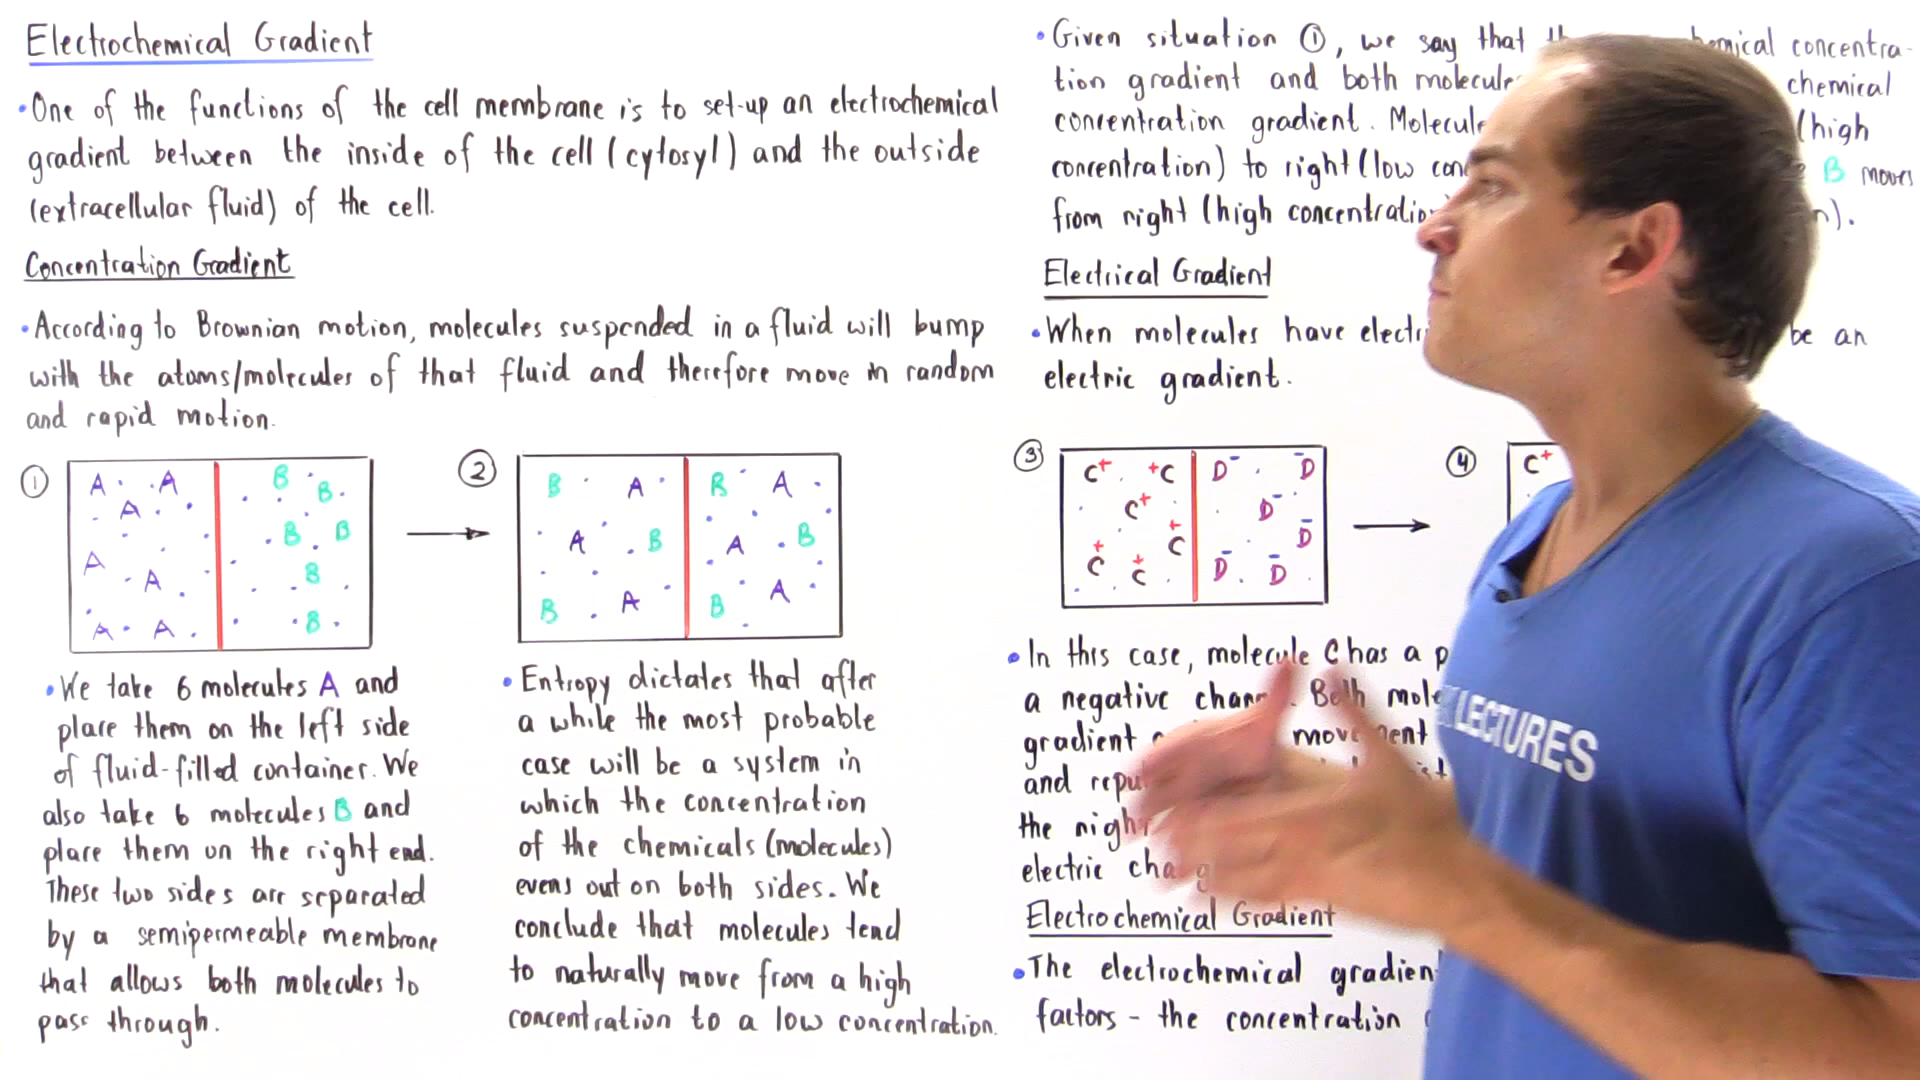 Electrochemical Gradient
• One of the functions of the cell membrane is to set-up an electrochemical
gradient between the inside of the cell (cytosyl) and the outside
(extracellular fluid) of the cell.
Concentration Gradient
• According to Brownian motion, molecules suspended in a fluid will bump
with the atoms/molecules of that fluid and therefore move in random
and rapid motion.
①
A A B B
A
B B
A A B
A A B
②
B A B A
A B A B
B A B A
• We take 6 molecules A and
place them on the left side
of fluid-filled container. We
also take 6 molecules B and
place them on the right end.
These two sides are separated
by a semipermeable membrane
that allows both molecules to
pass through.
• Entropy dictates that after
a while the most probable
case will be a system in
which the concentration
of the chemicals (molecules)
evens out on both sides. We
conclude that molecules tend
to naturally move from a high
concentration to a low concentration.
• Given situation ①, we say that concentra-
tion gradient and both chemical
concentration gradient. (high
concentration) to right (low B moves
from right (high
Electrical Gradient
• When molecules have be an
electric gradient.
③
C+ +C D- D-
C+ D-
C+ D-
C+ C+ D- D-
④
C+
• In this case, molecule C has a
a negative Both
gradient
and
the
electric
Electrochemical Gradient
• The electrochemical
factors - the concentration
LECTURES